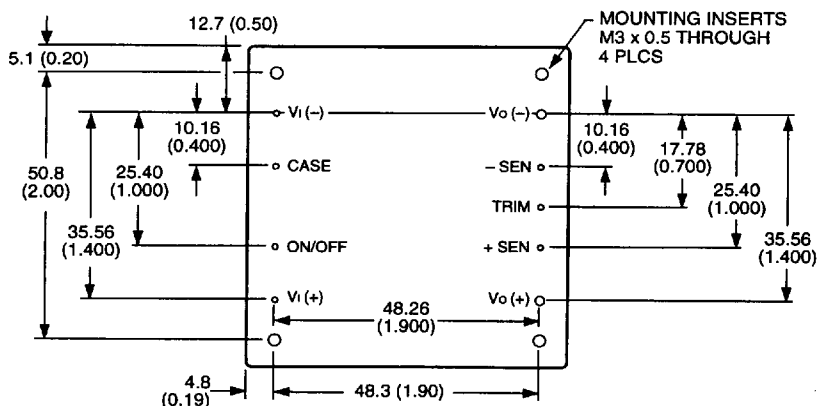 12.7 (0.50)
MOUNTING INSERTS
M3 x 0.5 THROUGH
4 PLCS
5.1 (0.20)
VI (–)
VO (–)
10.16
(0.400)
10.16
(0.400)
17.78
(0.700)
CASE
– SEN
50.8
(2.00)
25.40
(1.000)
25.40
(1.000)
TRIM
35.56
(1.400)
35.56
(1.400)
ON/OFF
+ SEN
VI (+)
VO (+)
48.26
(1.900)
4.8
(0.19)
48.3 (1.90)